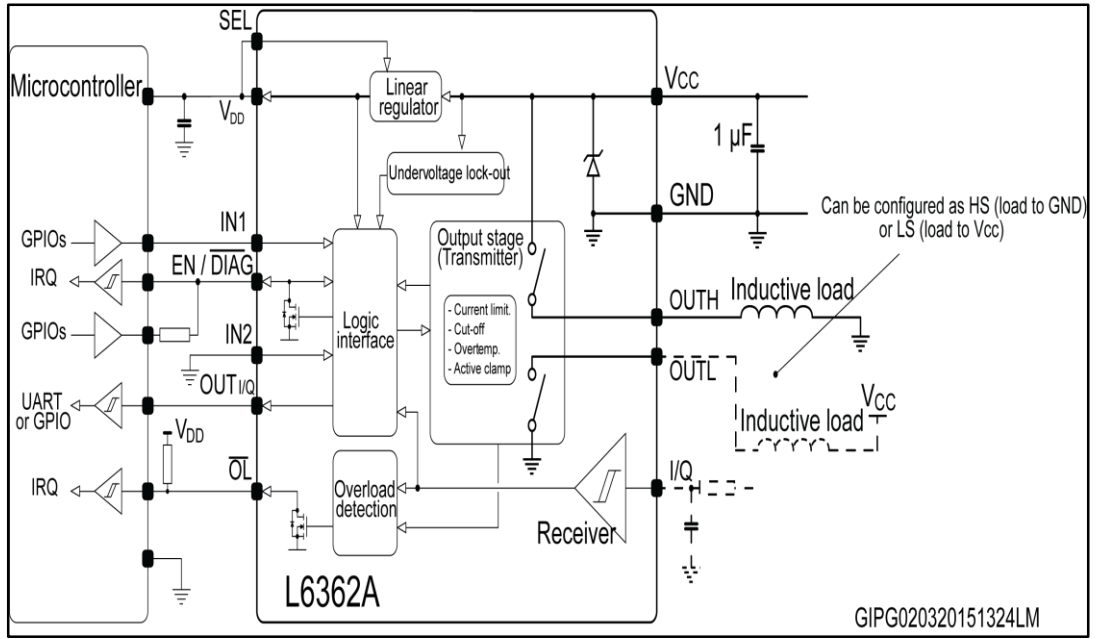 SEL
Microcontroller
Linear
regulator
VCC
VDD
1 µF
Undervoltage lock-out
GND
Can be configured as HS (load to GND)
or LS (load to Vcc)
GPIOs
IN1
Output stage
(Transmitter)
IRQ
EN / DIAG
OUTH
Inductive load
- Current limit.
- Cut-off
- Overtemp.
- Active clamp
Logic
interface
GPIOs
IN2
OUTL
OUT I/Q
UART
or GPIO
VCC
Inductive load
VDD
I/Q
OL
IRQ
Overload
detection
Receiver
L6362A
GIPG020320151324LM